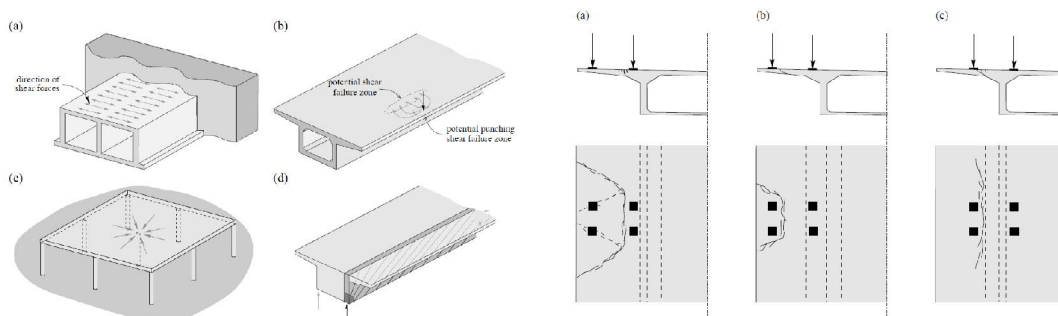 (a)
direction of
shear forces
(b)
potential shear
failure zone
potential punching
shear failure zone
(c)
(d)
(a)
(b)
(c)